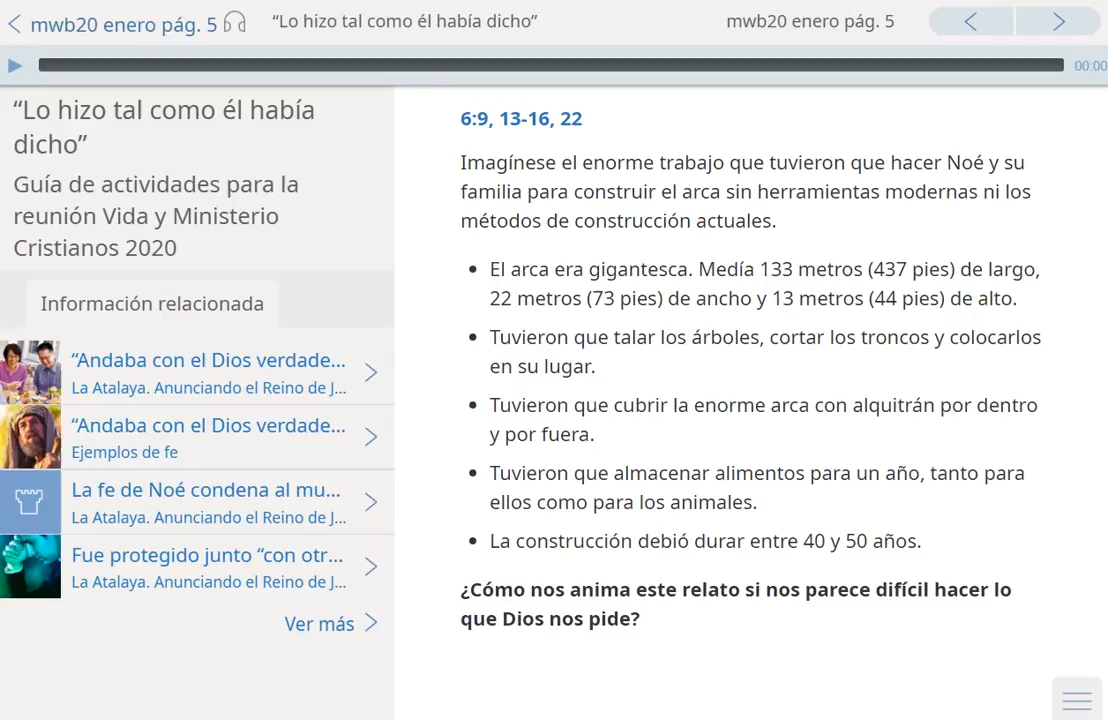 mwb20 enero pág. 5
“Lo hizo tal como él había dicho”
mwb20 enero pág. 5
00:00
“Lo hizo tal como él había
dicho”
Guía de actividades para la
reunión Vida y Ministerio
Cristianos 2020
Información relacionada
“Andaba con el Dios verdade...
La Atalaya. Anunciando el Reino de J...
“Andaba con el Dios verdade...
Ejemplos de fe
La fe de Noé condena al mu...
La Atalaya. Anunciando el Reino de J...
Fue protegido junto “con otr...
La Atalaya. Anunciando el Reino de J...
Ver más
6:9, 13-16, 22
Imagínese el enorme trabajo que tuvieron que hacer Noé y su
familia para construir el arca sin herramientas modernas ni los
métodos de construcción actuales.
• El arca era gigantesca. Medía 133 metros (437 pies) de largo,
22 metros (73 pies) de ancho y 13 metros (44 pies) de alto.
• Tuvieron que talar los árboles, cortar los troncos y colocarlos
en su lugar.
• Tuvieron que cubrir la enorme arca con alquitrán por dentro
y por fuera.
• Tuvieron que almacenar alimentos para un año, tanto para
ellos como para los animales.
• La construcción debió durar entre 40 y 50 años.
¿Cómo nos anima este relato si nos parece difícil hacer lo
que Dios nos pide?